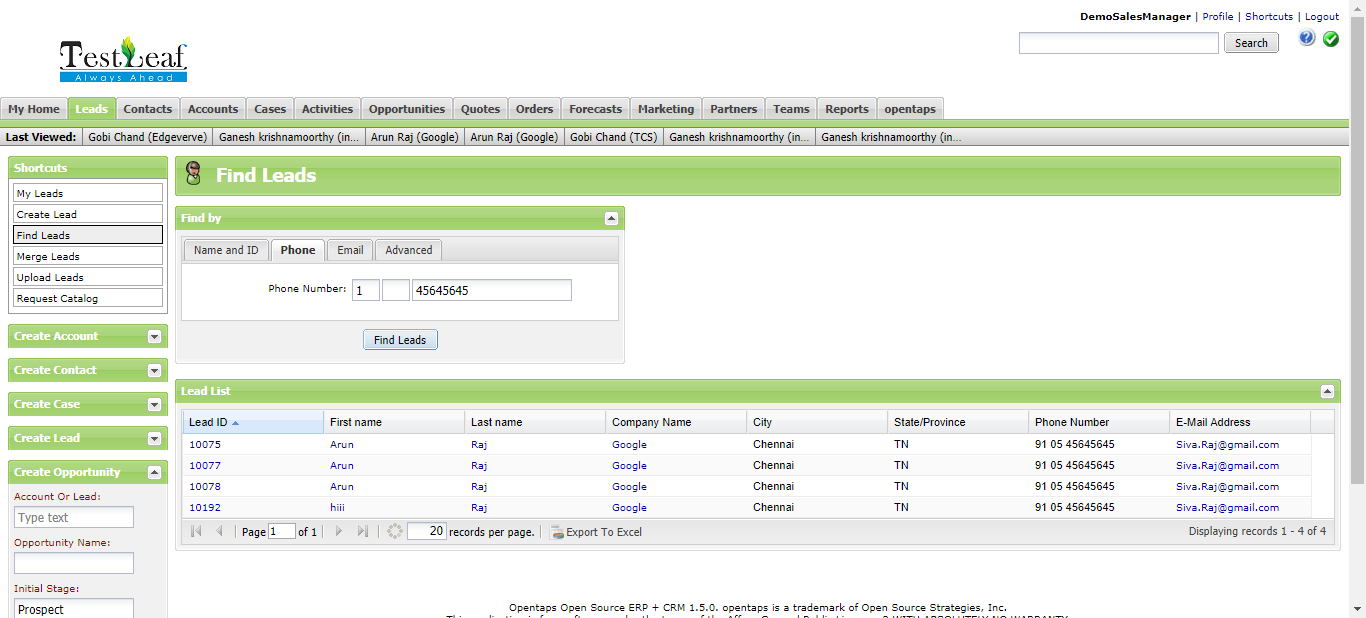 DemoSalesManager | Profile | Shortcuts | Logout
Search
TestLeaf
Always Ahead
My Home Leads Contacts Accounts Cases Activities Opportunities Quotes Orders Forecasts Marketing Partners Teams Reports opentaps
Last Viewed: Gobi Chand (Edgeverve) Ganesh krishnamoorthy (in... Arun Raj (Google) Arun Raj (Google) Gobi Chand (TCS) Ganesh krishnamoorthy (in... Ganesh krishnamoorthy (in...
Shortcuts
My Leads
Create Lead
Find Leads
Merge Leads
Upload Leads
Request Catalog
Create Account
Create Contact
Create Case
Create Lead
Create Opportunity
Account Or Lead:
Type text
Opportunity Name:
Initial Stage:
Prospect
Find Leads
Find by
Name and ID Phone Email Advanced
Phone Number: 1 45645645
Find Leads
Lead List
Lead ID First name Last name Company Name City State/Province Phone Number E-Mail Address
10075 Arun Raj Google Chennai TN 91 05 45645645 Siva.Raj@gmail.com
10077 Arun Raj Google Chennai TN 91 05 45645645 Siva.Raj@gmail.com
10078 Arun Raj Google Chennai TN 91 05 45645645 Siva.Raj@gmail.com
10192 hiii Raj Google Chennai TN 91 05 45645645 Siva.Raj@gmail.com
Page 1 of 1 20 records per page. Export To Excel Displaying records 1 - 4 of 4
Opentaps Open Source ERP + CRM 1.5.0. opentaps is a trademark of Open Source Strategies, Inc.